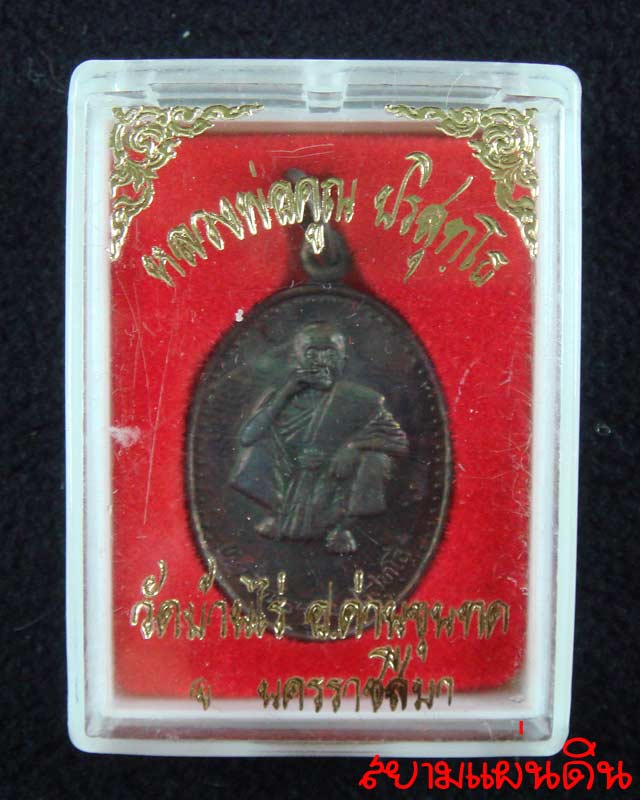 หลวงพ่อคูณ ปริสุทฺโธ
วัดบ้านไร่ อ.ด่านขุนทด
จ นครราชสีมา
สยามแผ่นดิน